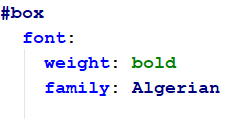 #box
  font:
    weight: bold
    family: Algerian